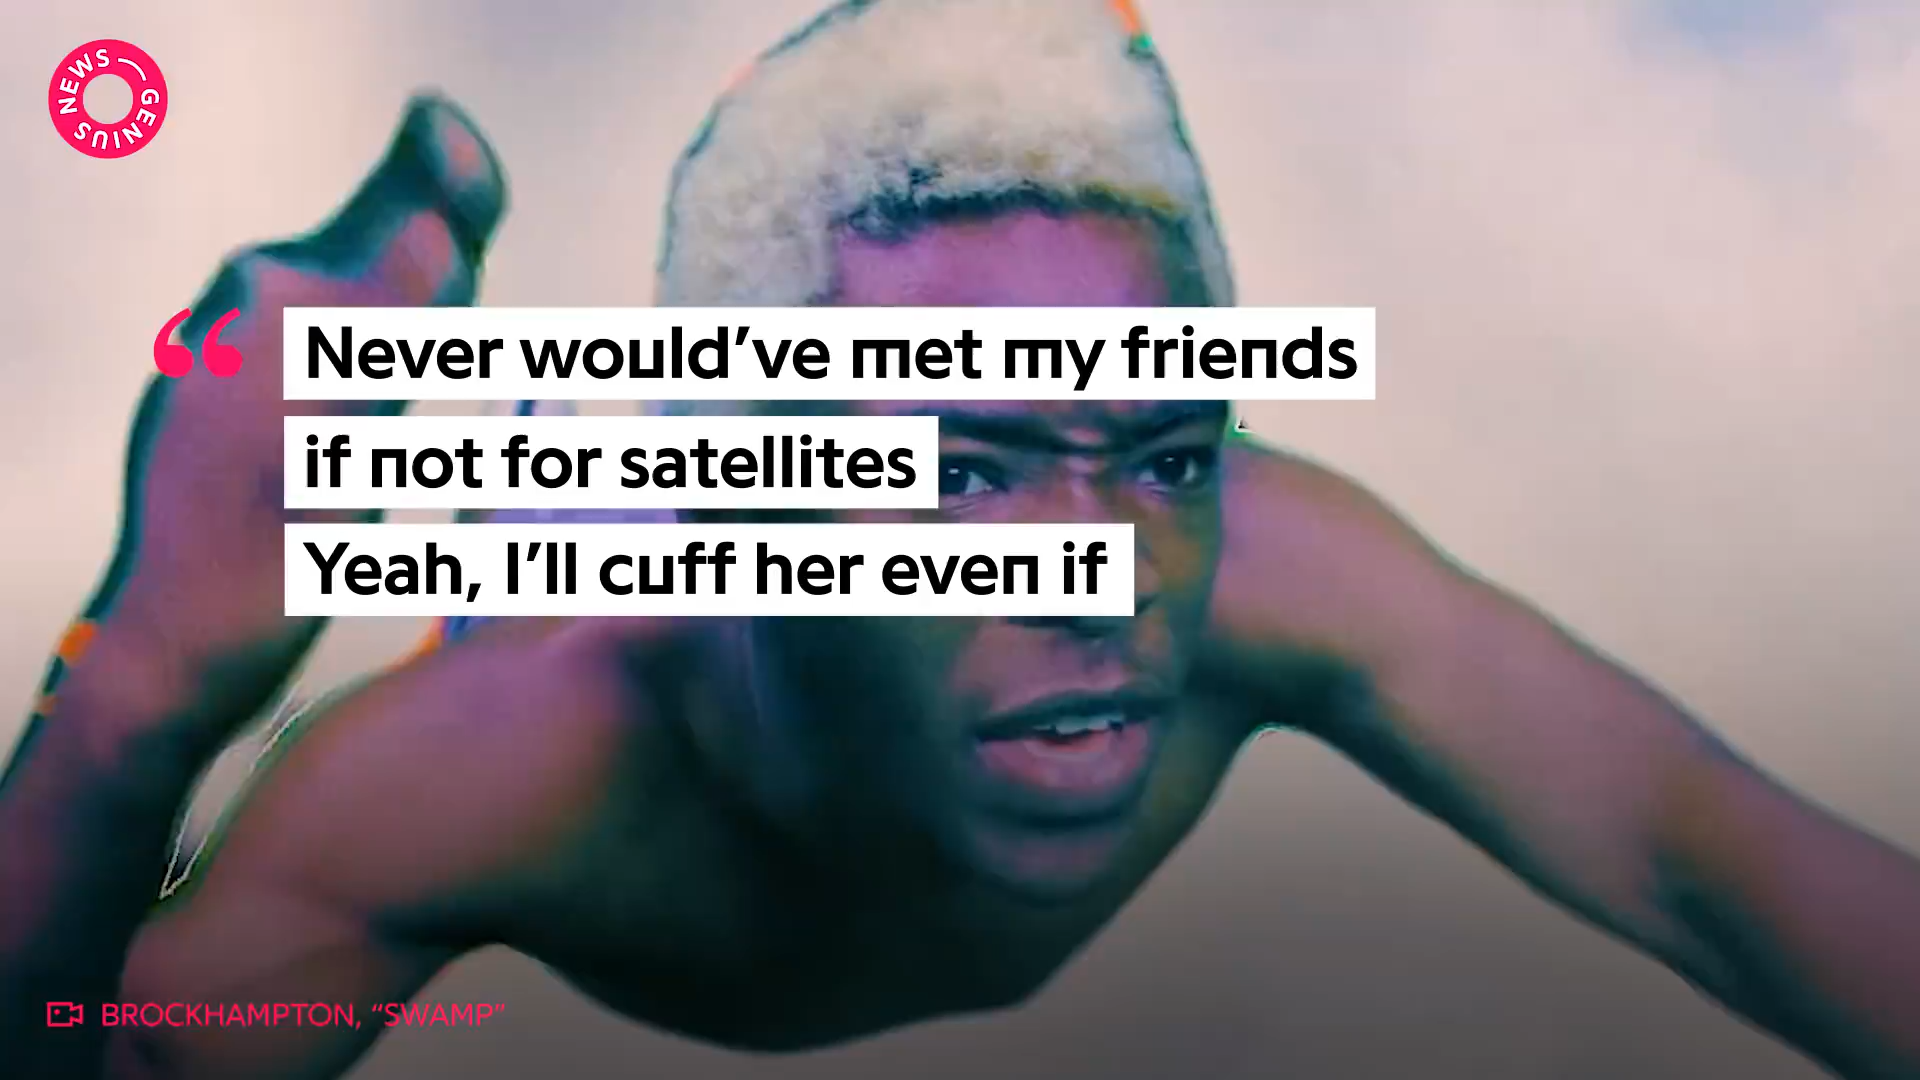 GENIUS NEWS
“
Never would’ve met my friends
if not for satellites
Yeah, I’ll cuff her even if
BROCKHAMPTON, “SWAMP”